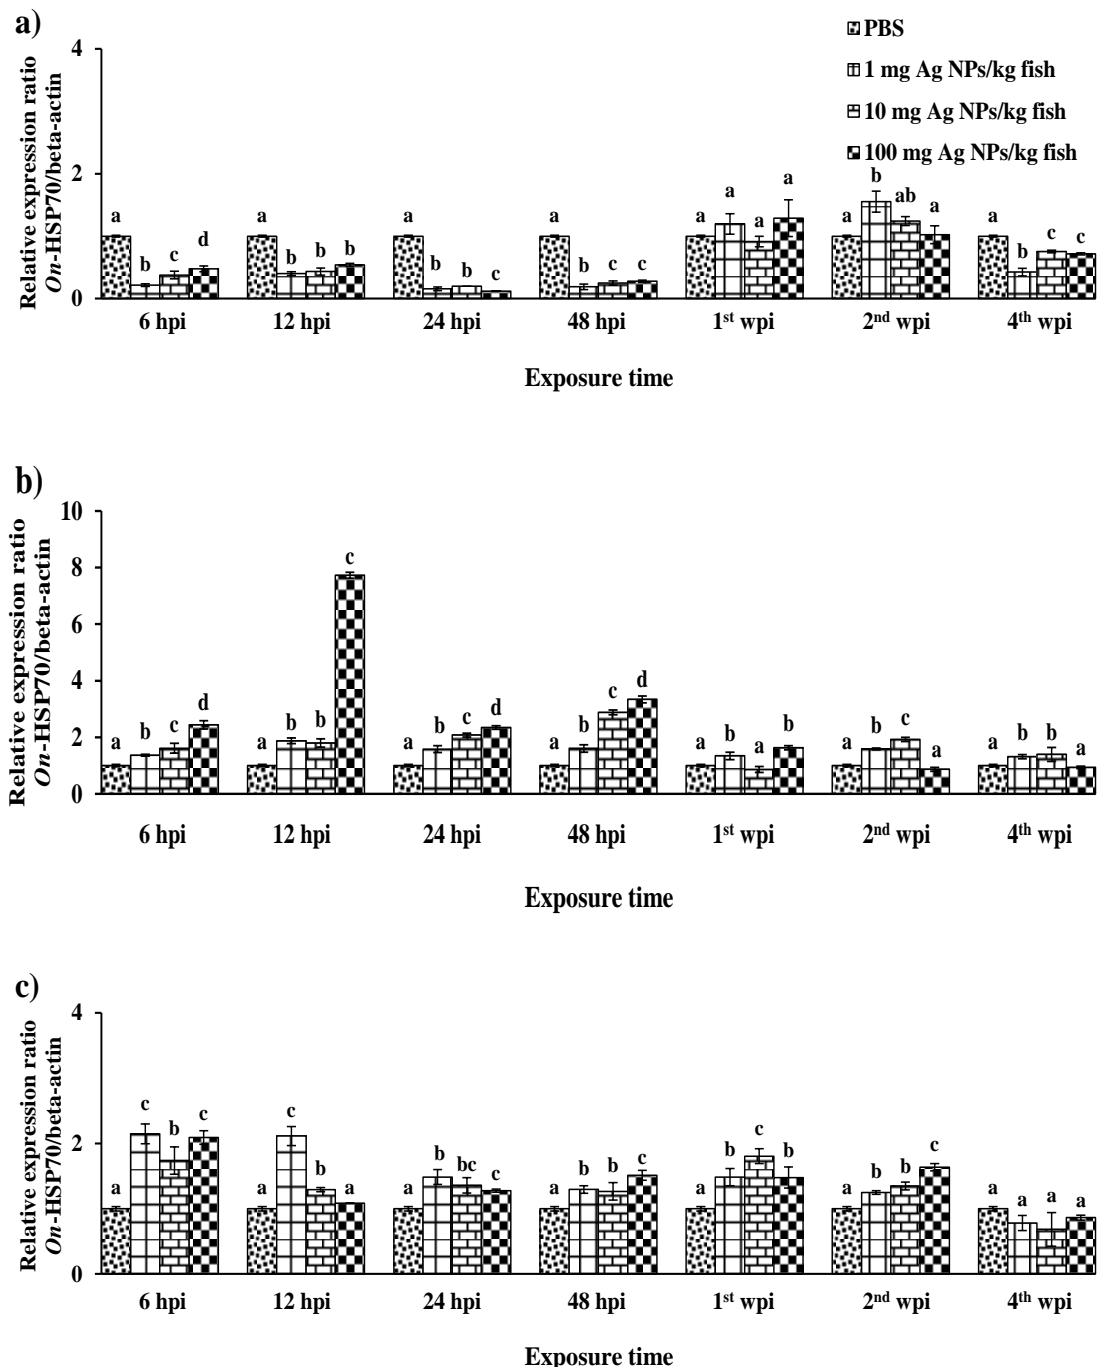 a)
PBS
1 mg Ag NPs/kg fish
10 mg Ag NPs/kg fish
100 mg Ag NPs/kg fish
Relative expression ratio
On-HSP70/beta-actin
4
2
0
a b c d
a b b b
a b b c
a b c c
a a a a
a b ab a
a b c c
6 hpi 12 hpi 24 hpi 48 hpi 1st wpi 2nd wpi 4th wpi
Exposure time
b)
Relative expression ratio
On-HSP70/beta-actin
10
8
6
4
2
0
a b c d
a b b c
a b c d
a b c d
a b a b
a b c a
a b b a
6 hpi 12 hpi 24 hpi 48 hpi 1st wpi 2nd wpi 4th wpi
Exposure time
c)
Relative expression ratio
On-HSP70/beta-actin
4
2
0
a c b c
a c b a
a b bc c
a b b c
a b c b
a b b c
a a a a
6 hpi 12 hpi 24 hpi 48 hpi 1st wpi 2nd wpi 4th wpi
Exposure time